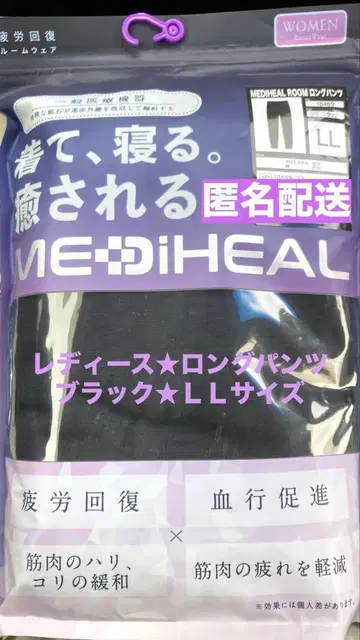 疲労回復
ルームウェア
WOMEN
一般医療機器
MEDIHEAL ROOM ロングパンツ
LL
着て、寝る。
癒される
匿名配送
MEDiHEAL
レディース★ロングパンツ
ブラック★ＬＬサイズ
疲労回復
血行促進
×
筋肉のハリ、
コリの緩和
筋肉の疲れを軽減
※効果には個人差があります。